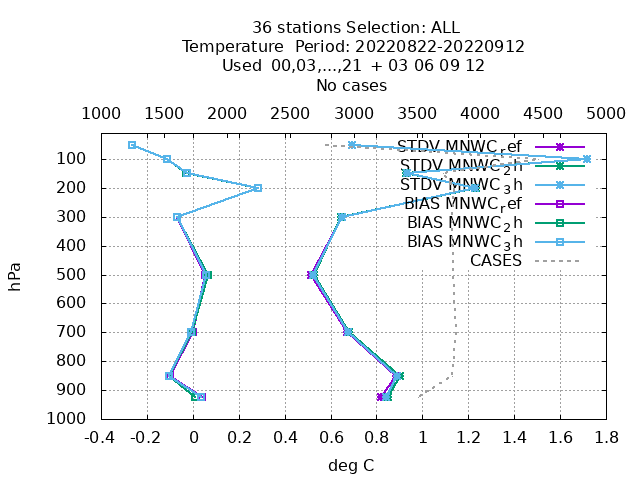 36 stations Selection: ALL
Temperature Period: 20220822-20220912
Used 00,03,...,21 + 03 06 09 12
No cases
1000 1500 2000 2500 3000 3500 4000 4500 5000
STDV MNWC_ref
STDV MNWC_2h
STDV MNWC_3h
BIAS MNWC_ref
BIAS MNWC_2h
BIAS MNWC_3h
CASES
100
200
300
400
500
600
700
800
900
1000
hPa
-0.4 -0.2 0 0.2 0.4 0.6 0.8 1 1.2 1.4 1.6 1.8
deg C